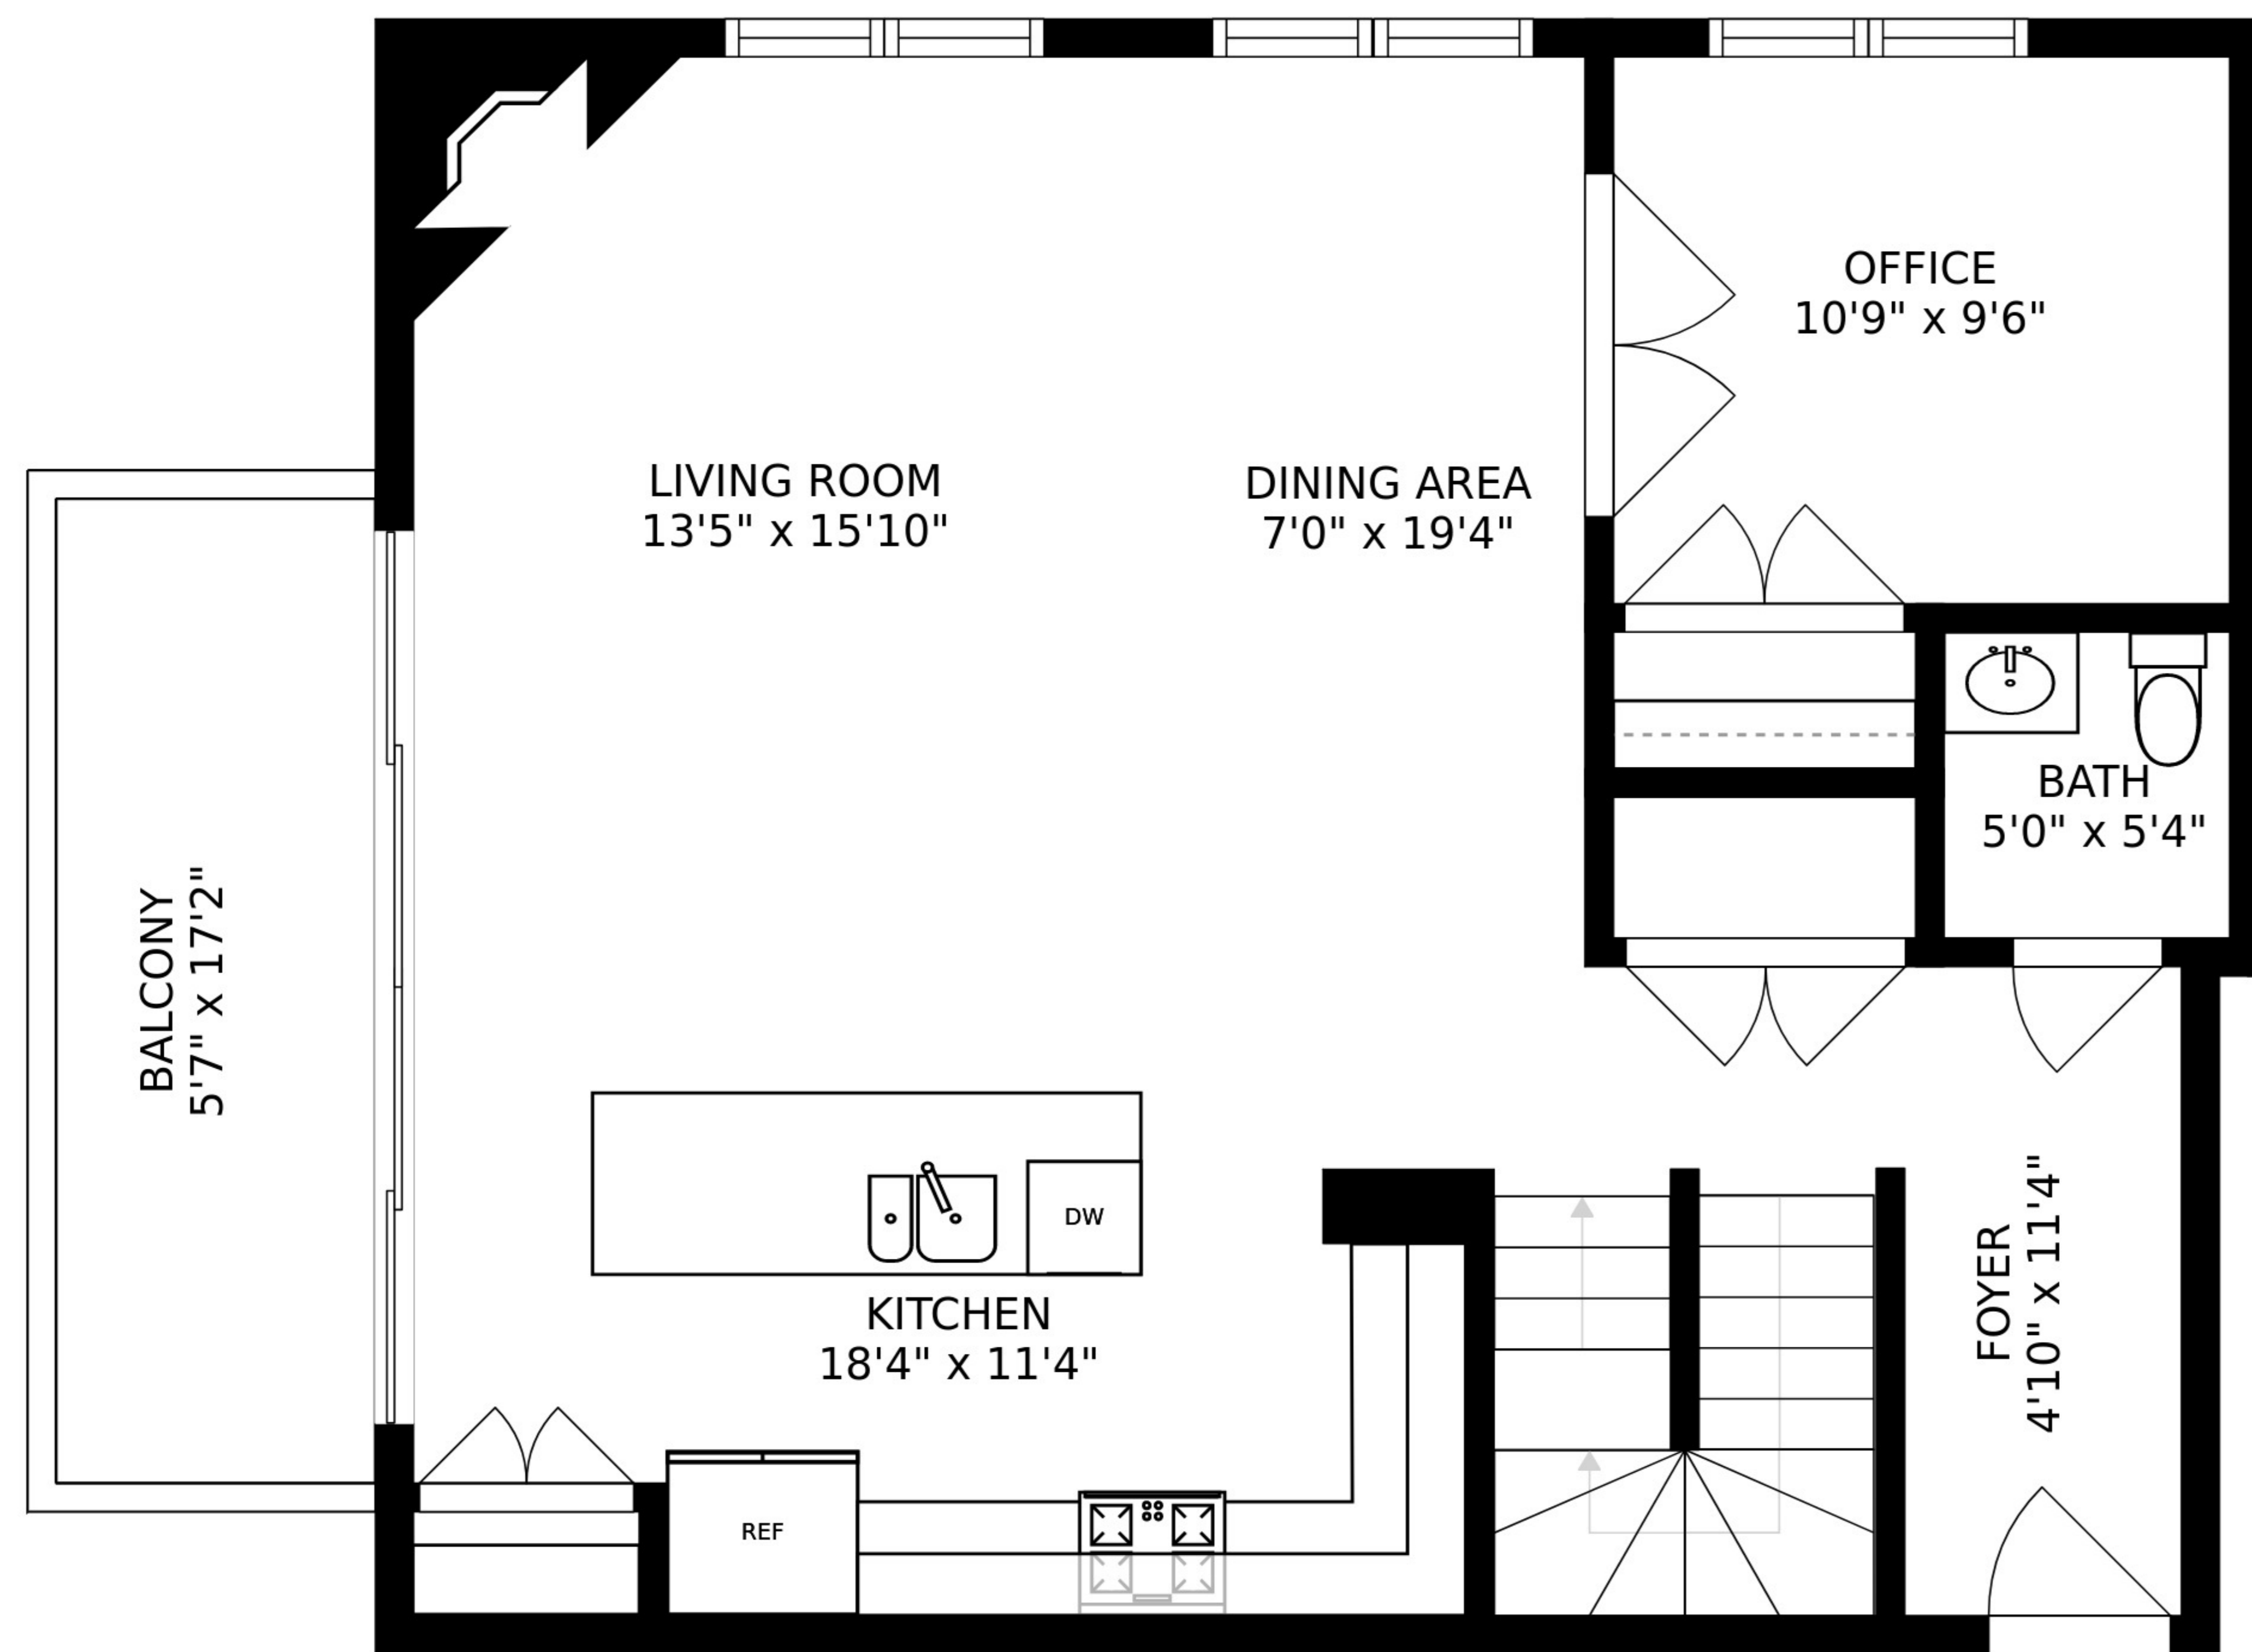 OFFICE
10'9" x 9'6"
LIVING ROOM
13'5" x 15'10"
DINING AREA
7'0" x 19'4"
BATH
5'0" x 5'4"
BALCONY
5'7" x 17'2"
DW
KITCHEN
18'4" x 11'4"
FOYER
4'10" x 11'4"
REF